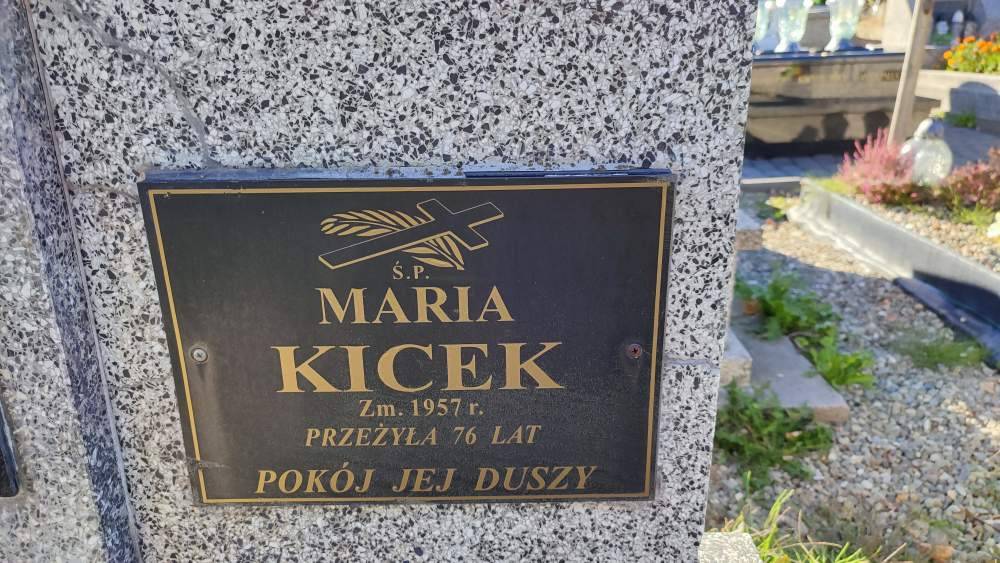 Ś.P.
MARIA
KICEK
Zm. 1957 r.
PRZEŻYŁA 76 LAT
POKÓJ JEJ DUSZY